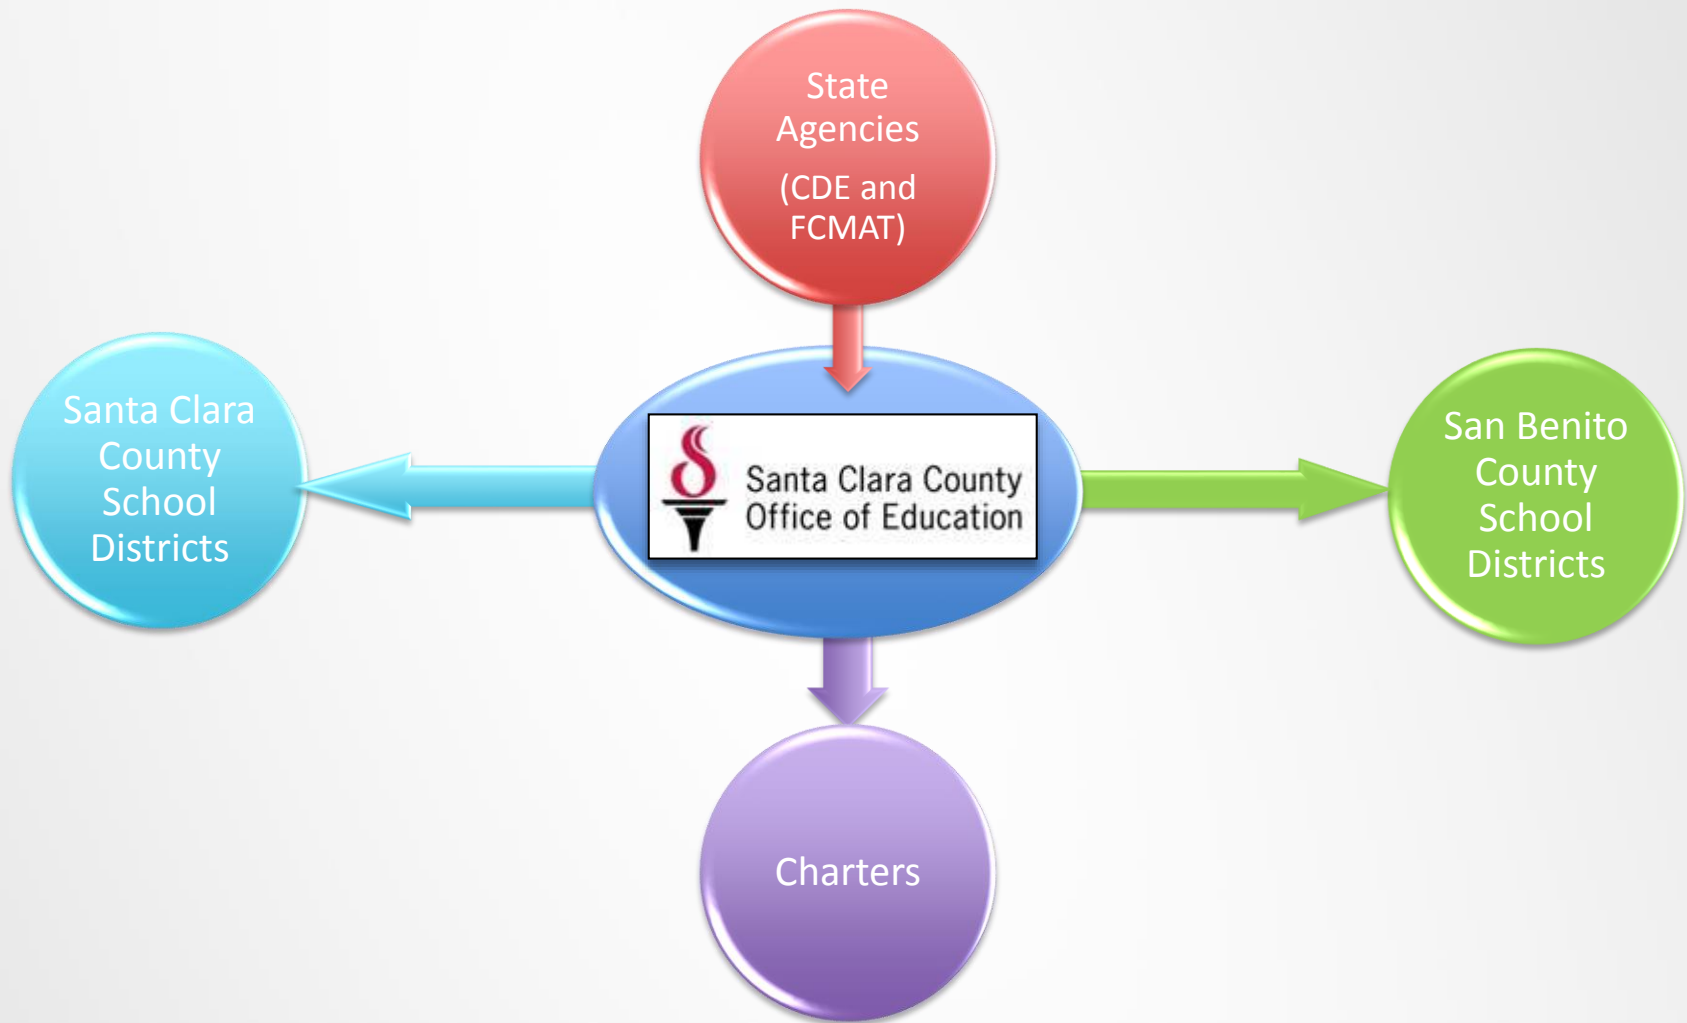 State
Agencies
(CDE and
FCMAT)
Santa Clara
County
School
Districts
Santa Clara County
Office of Education
San Benito
County
School
Districts
Charters